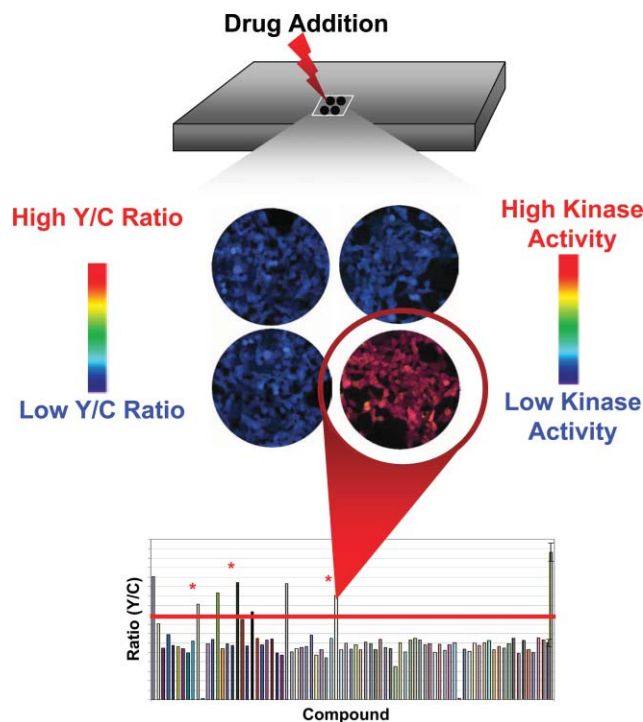 Drug Addition
High Y/C Ratio
High Kinase
Activity
Low Y/C Ratio
Low Kinase
Activity
Ratio (Y/C)
*
*
*
Compound